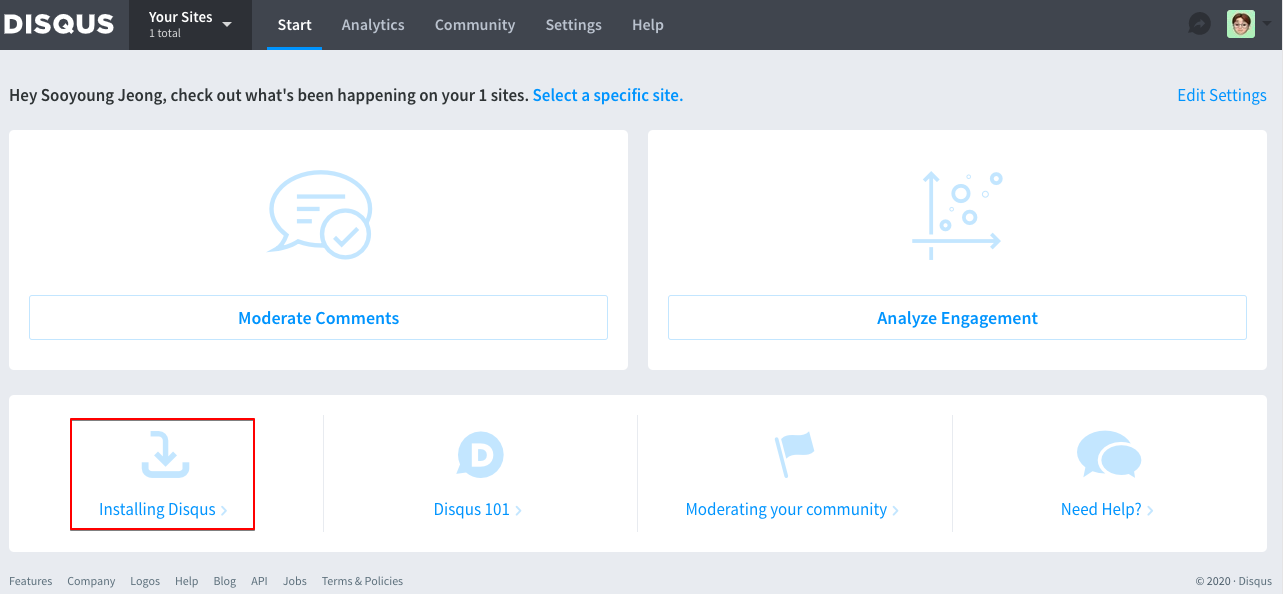 DISQUS
Your Sites
1 total
Start
Analytics
Community
Settings
Help
Hey Sooyoung Jeong, check out what's been happening on your 1 sites. Select a specific site.
Edit Settings
Moderate Comments
Analyze Engagement
Installing Disqus
D
Disqus 101
Moderating your community
Need Help?
Features Company Logos Help Blog API Jobs Terms & Policies
© 2020 · Disqus